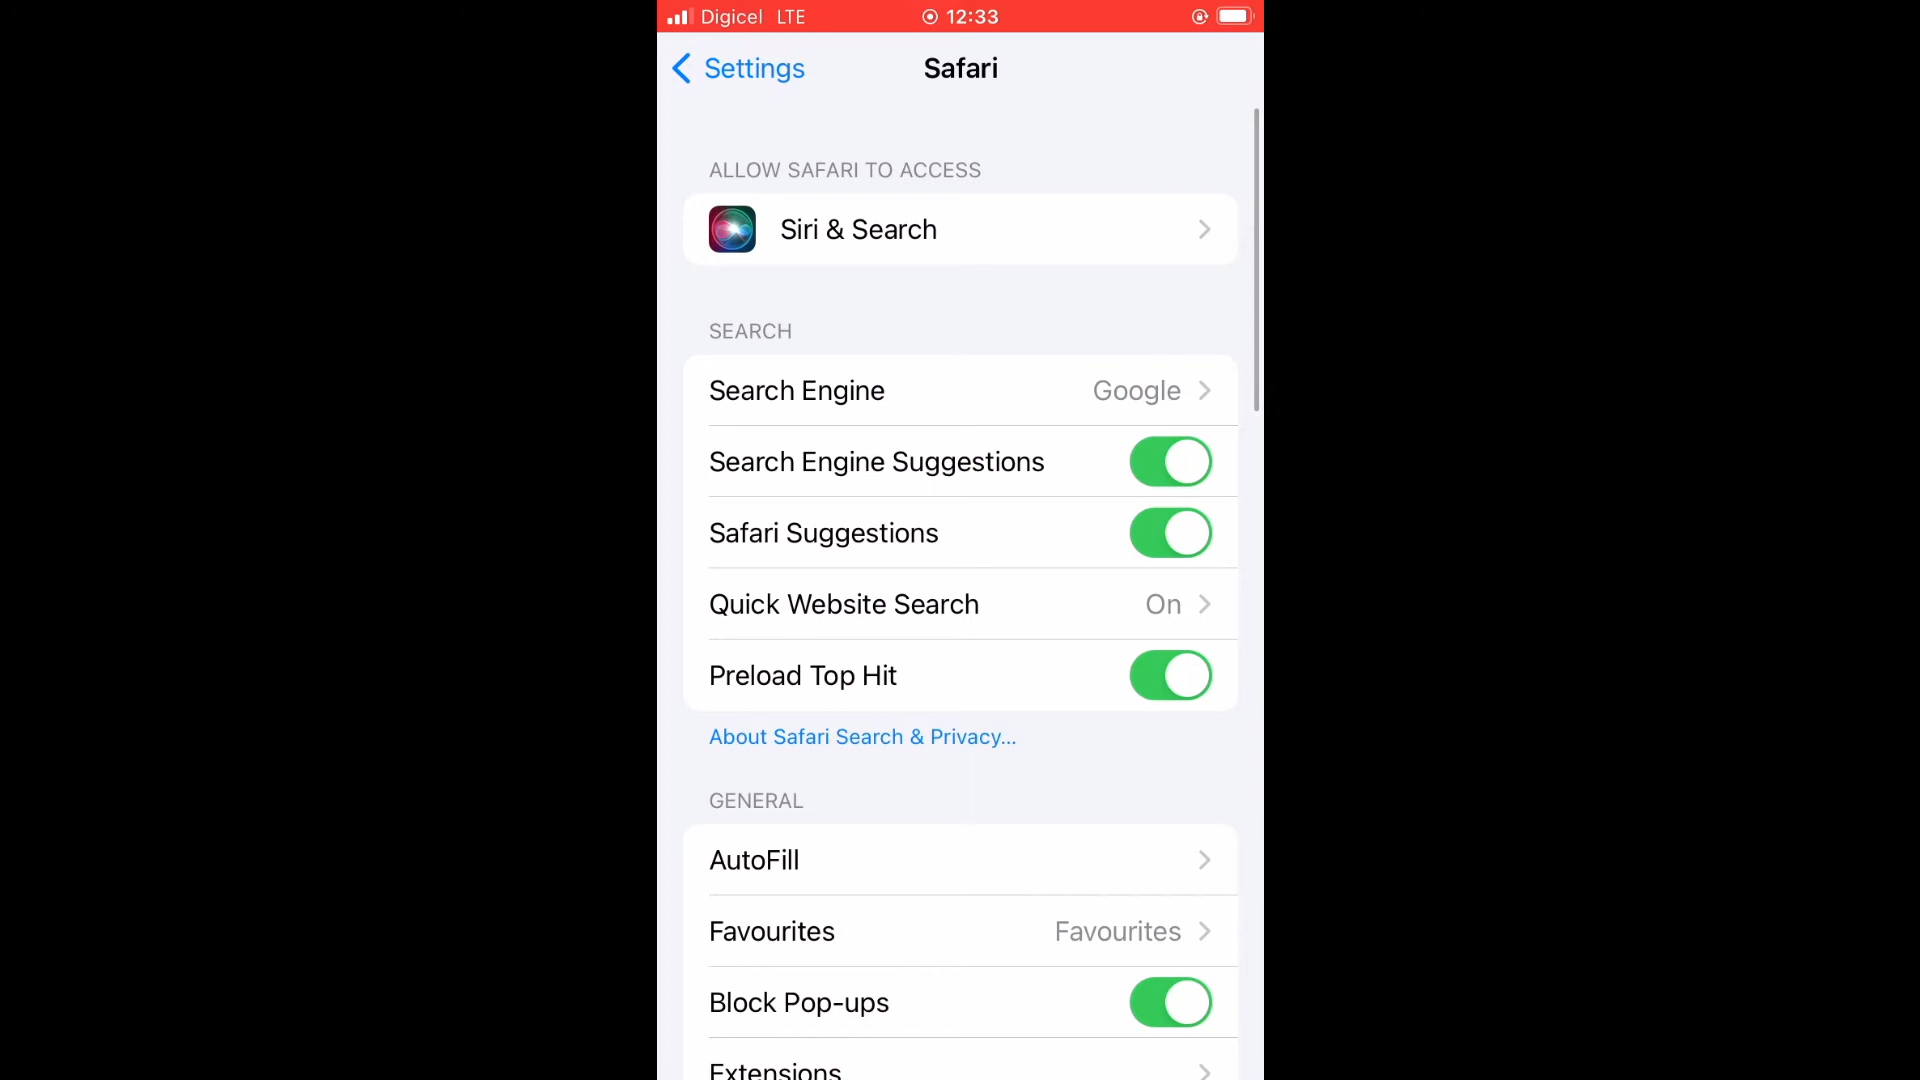 Digicel LTE 12:33
Settings Safari
ALLOW SAFARI TO ACCESS
Siri & Search
SEARCH
Search Engine Google
Search Engine Suggestions
Safari Suggestions
Quick Website Search On
Preload Top Hit
About Safari Search & Privacy...
GENERAL
AutoFill
Favourites Favourites
Block Pop-ups
Extensions